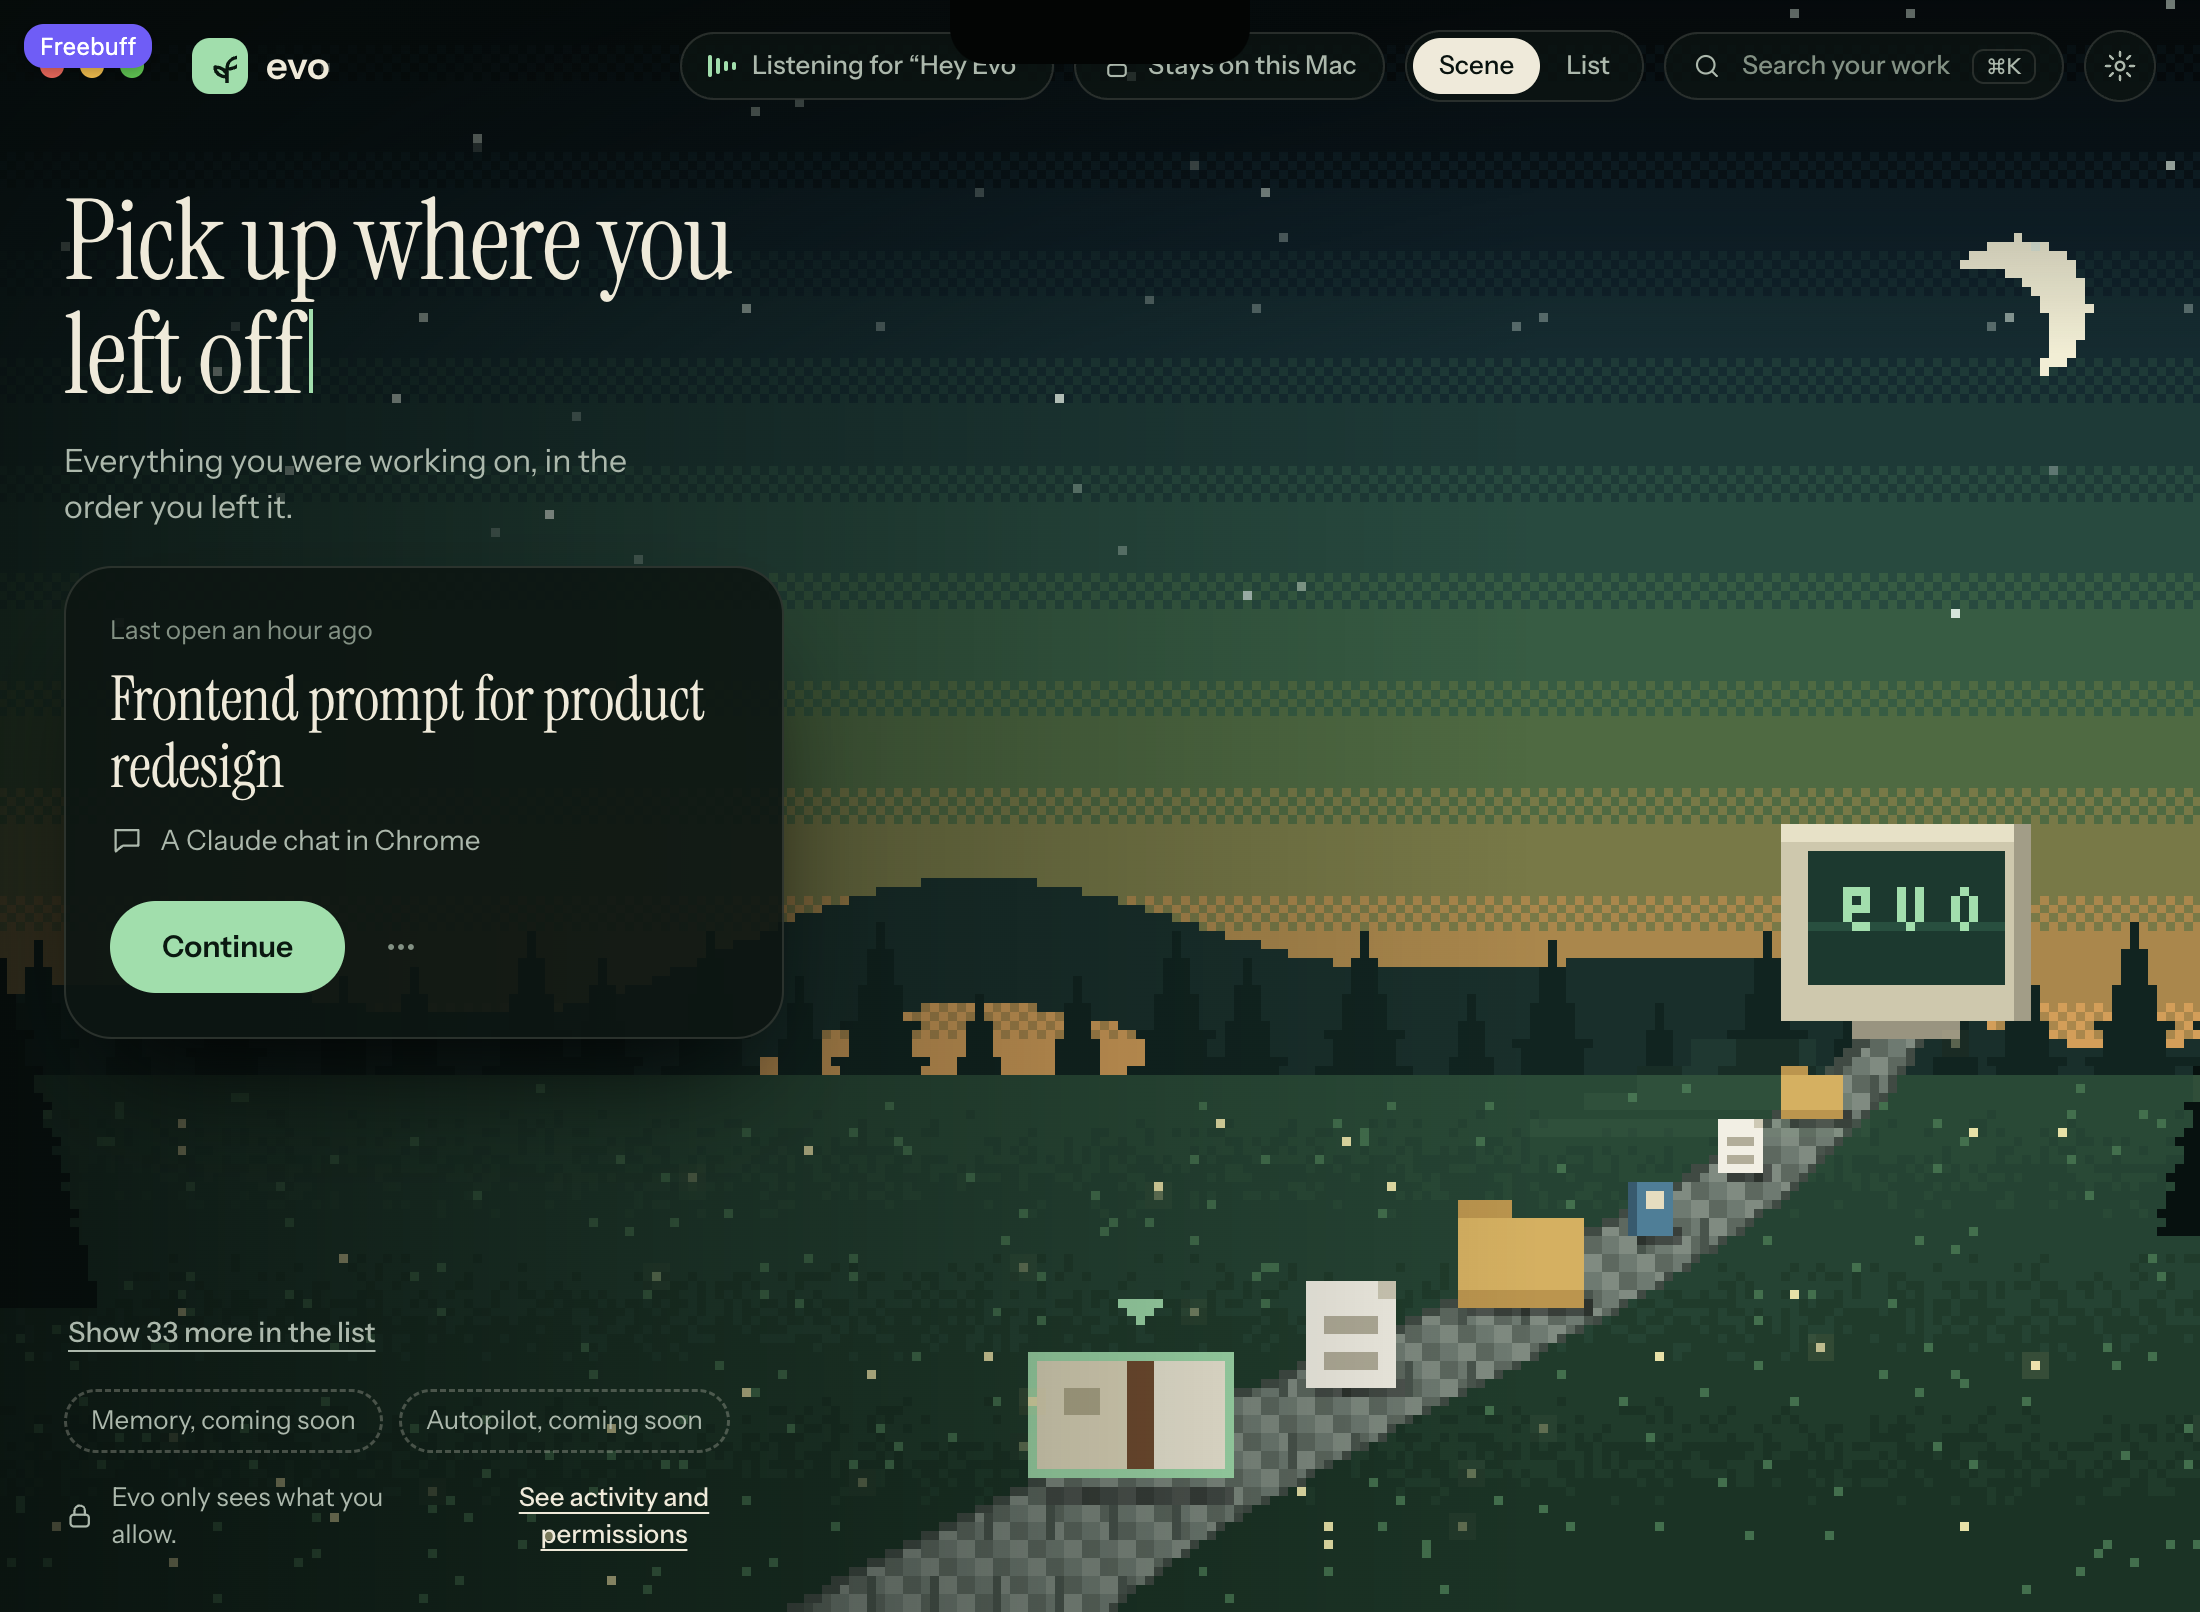 Freebuff
evo
Listening for “Hey Evo
Stays on this Mac
Scene
List
Search your work
⌘K
Pick up where you
left off
Everything you were working on, in the
order you left it.
Last open an hour ago
Frontend prompt for product
redesign
A Claude chat in Chrome
Continue
evo
Show 33 more in the list
Memory, coming soon
Autopilot, coming soon
Evo only sees what you
allow.
See activity and
permissions